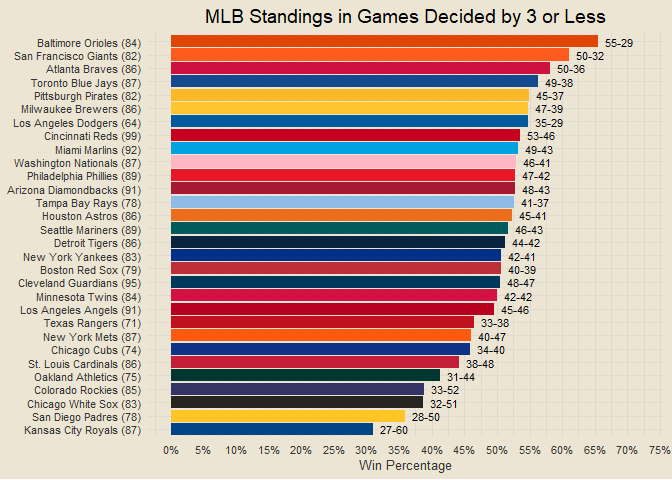 MLB Standings in Games Decided by 3 or Less
Baltimore Orioles (84) 55-29
San Francisco Giants (82) 50-32
Atlanta Braves (86) 50-36
Toronto Blue Jays (87) 49-38
Pittsburgh Pirates (82) 45-37
Milwaukee Brewers (86) 47-39
Los Angeles Dodgers (64) 35-29
Cincinnati Reds (99) 53-46
Miami Marlins (92) 49-43
Washington Nationals (87) 46-41
Philadelphia Phillies (89) 47-42
Arizona Diamondbacks (91) 48-43
Tampa Bay Rays (78) 41-37
Houston Astros (86) 45-41
Seattle Mariners (89) 46-43
Detroit Tigers (86) 44-42
New York Yankees (83) 42-41
Boston Red Sox (79) 40-39
Cleveland Guardians (95) 48-47
Minnesota Twins (84) 42-42
Los Angeles Angels (91) 45-46
Texas Rangers (71) 33-38
New York Mets (87) 40-47
Chicago Cubs (74) 34-40
St. Louis Cardinals (86) 38-48
Oakland Athletics (75) 31-44
Colorado Rockies (85) 33-52
Chicago White Sox (83) 32-51
San Diego Padres (78) 28-50
Kansas City Royals (87) 27-60
0% 5% 10% 15% 20% 25% 30% 35% 40% 45% 50% 55% 60% 65% 70% 75%
Win Percentage